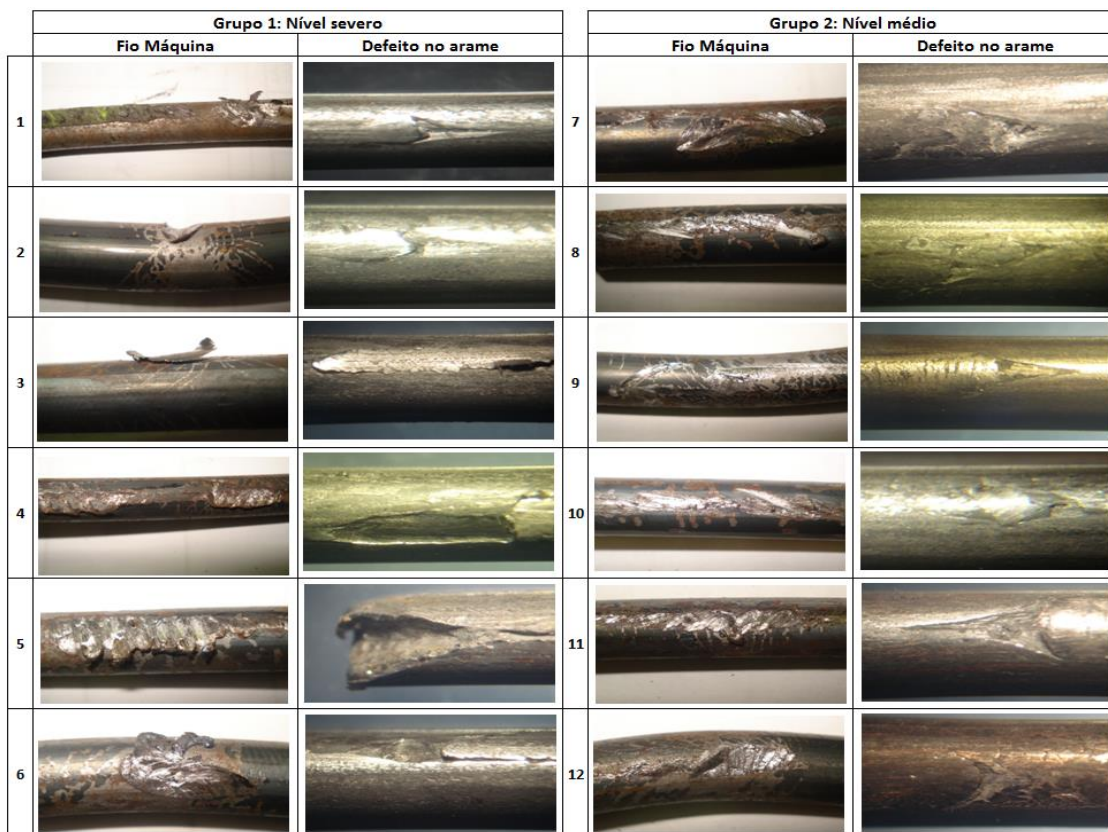 Grupo 1: Nível severo
Grupo 2: Nível médio
Fio Máquina
Defeito no arame
Fio Máquina
Defeito no arame
1
7
2
8
3
9
4
10
5
11
6
12